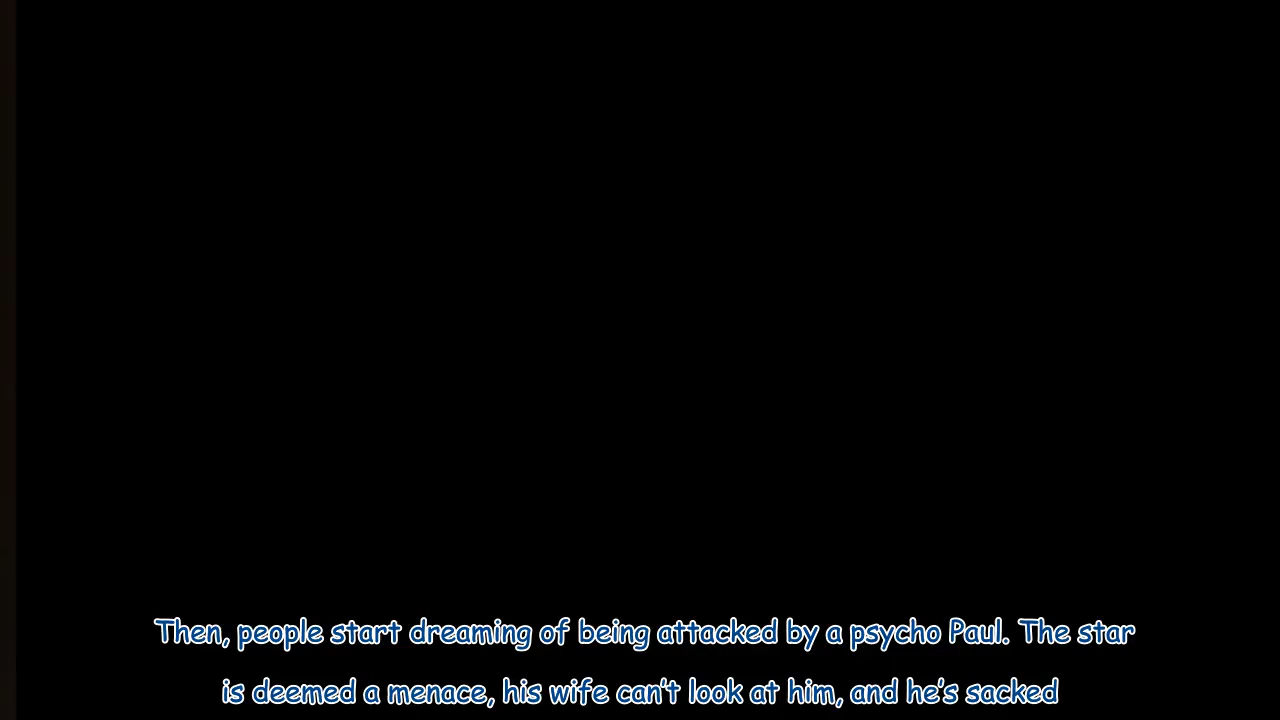 Then, people start dreaming of being attacked by a psycho Paul. The star
is deemed a menace, his wife can't look at him, and he's sacked